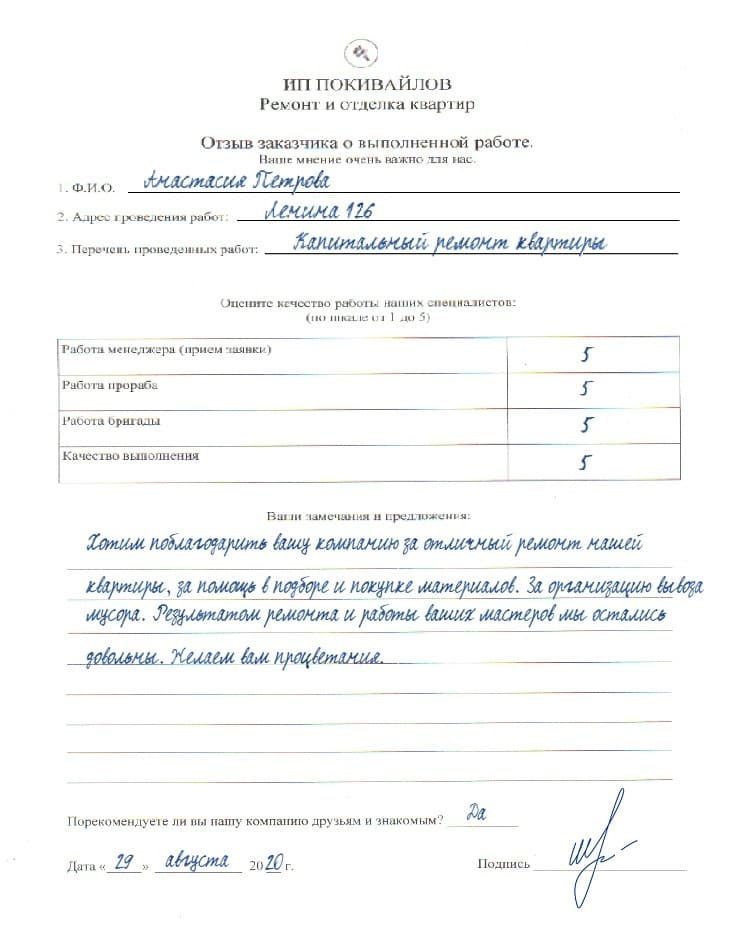 ИП ПОКИВАЙЛОВ
Ремонт и отделка квартир
Отзыв заказчика о выполненной работе.
Ваше мнение очень важно для нас.
1. Ф.И.О. Анастасия Петрова
2. Адрес проведения работ: Ленина 126
3. Перечень проведенных работ: Капитальный ремонт квартиры
Оцените качество работы наших специалистов:
(по шкале от 1 до 5)
Работа менеджера (прием заявки) 5
Работа прораба 5
Работа бригады 5
Качество выполнения 5
Ваши замечания и предложения:
Хотим поблагодарить вашу компанию за отличный ремонт нашей
квартиры, за помощь в подборе и покупке материалов. За организацию вывоза
мусора. Результатом ремонта и работы ваших мастеров мы остались
довольны. Желаем вам процветания.
Порекомендуете ли вы нашу компанию друзьям и знакомым? Да
Дата «29» августа 2020 г. Подпись